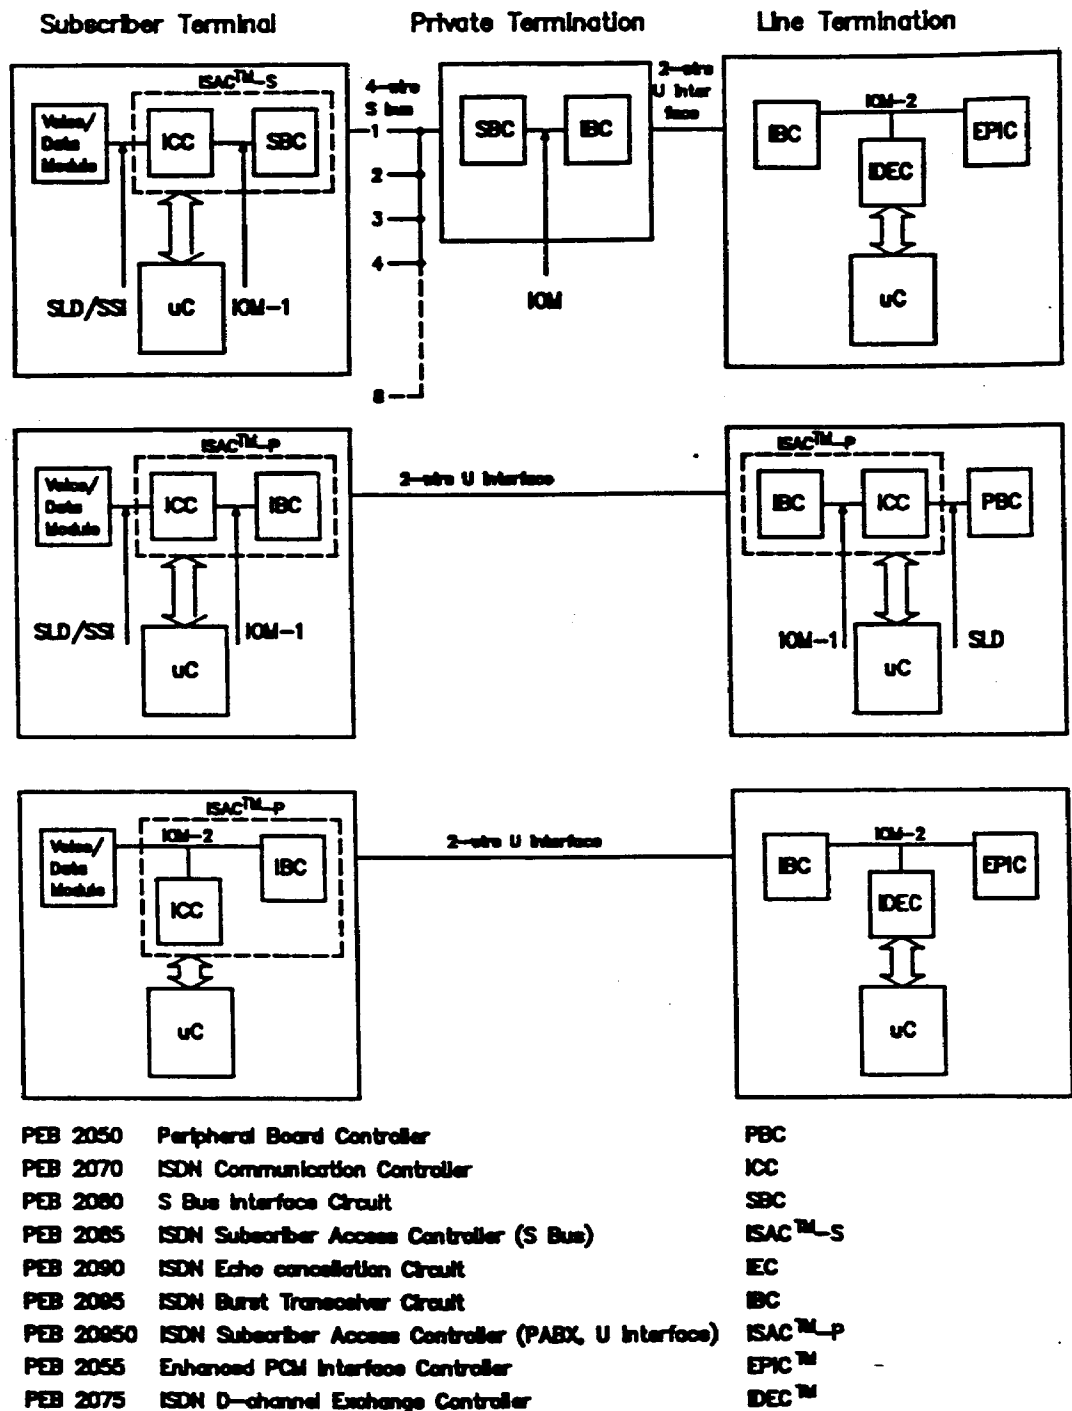 Subscriber Terminal
Private Termination
Line Termination
ISAC™-S
Voice/
Data
Module
ICC
SBC
SLD/SSI
uC
IOM-1
4-wire
S bus
1
2
3
4
8
SBC
IBC
IOM
2-wire
U Inter
face
IBC
IOM-2
EPIC
IDEC
uC
ISAC™-P
Voice/
Data
Module
ICC
IBC
SLD/SSI
uC
IOM-1
2-wire U Interface
ISAC™-P
IBC
ICC
PBC
IOM-1
uC
SLD
ISAC™-P
Voice/
Data
Module
IOM-2
IBC
ICC
uC
2-wire U Interface
IBC
IOM-2
EPIC
IDEC
uC
PEB 2050 Peripheral Board Controller PBC
PEB 2070 ISDN Communication Controller ICC
PEB 2080 S Bus Interface Circuit SBC
PEB 2085 ISDN Subscriber Access Controller (S Bus) ISAC™-S
PEB 2090 ISDN Echo cancellation Circuit IEC
PEB 2095 ISDN Burst Transceiver Circuit IBC
PEB 20950 ISDN Subscriber Access Controller (PABX, U Interface) ISAC™-P
PEB 2055 Enhanced PCM Interface Controller EPIC™
PEB 2075 ISDN D-channel Exchange Controller IDEC™